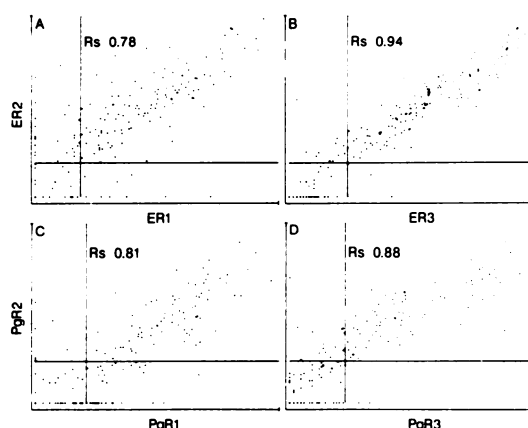 A
Rs 0.78
B
Rs 0.94
ER2
ER1
ER3
C
Rs 0.81
D
Rs 0.88
PgR2
PgR1
PgR3